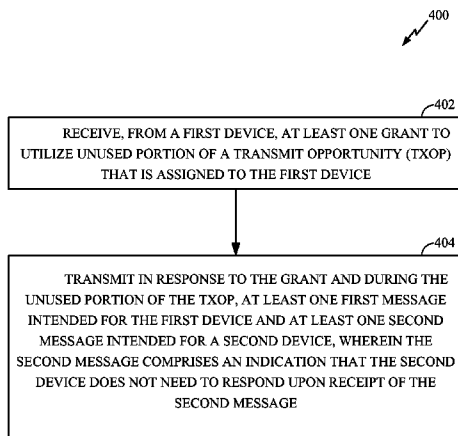 400
402
RECEIVE, FROM A FIRST DEVICE, AT LEAST ONE GRANT TO
UTILIZE UNUSED PORTION OF A TRANSMIT OPPORTUNITY (TXOP)
THAT IS ASSIGNED TO THE FIRST DEVICE
404
TRANSMIT IN RESPONSE TO THE GRANT AND DURING THE
UNUSED PORTION OF THE TXOP, AT LEAST ONE FIRST MESSAGE
INTENDED FOR THE FIRST DEVICE AND AT LEAST ONE SECOND
MESSAGE INTENDED FOR A SECOND DEVICE, WHEREIN THE
SECOND MESSAGE COMPRISES AN INDICATION THAT THE SECOND
DEVICE DOES NOT NEED TO RESPOND UPON RECEIPT OF THE
SECOND MESSAGE